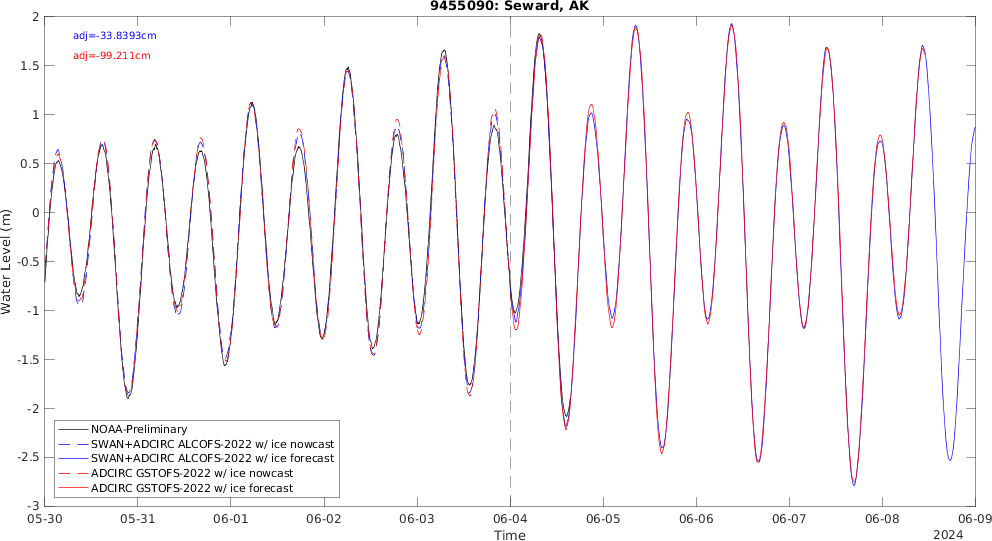 9455090: Seward, AK
adj=-33.8393cm
adj=-99.211cm
Water Level (m)
2
1.5
1
0.5
0
-0.5
-1
-1.5
-2
-2.5
-3
NOAA-Preliminary
SWAN+ADCIRC ALCOFS-2022 w/ ice nowcast
SWAN+ADCIRC ALCOFS-2022 w/ ice forecast
ADCIRC GSTOFS-2022 w/ ice nowcast
ADCIRC GSTOFS-2022 w/ ice forecast
05-30 05-31 06-01 06-02 06-03 06-04 06-05 06-06 06-07 06-08 06-09
Time
2024